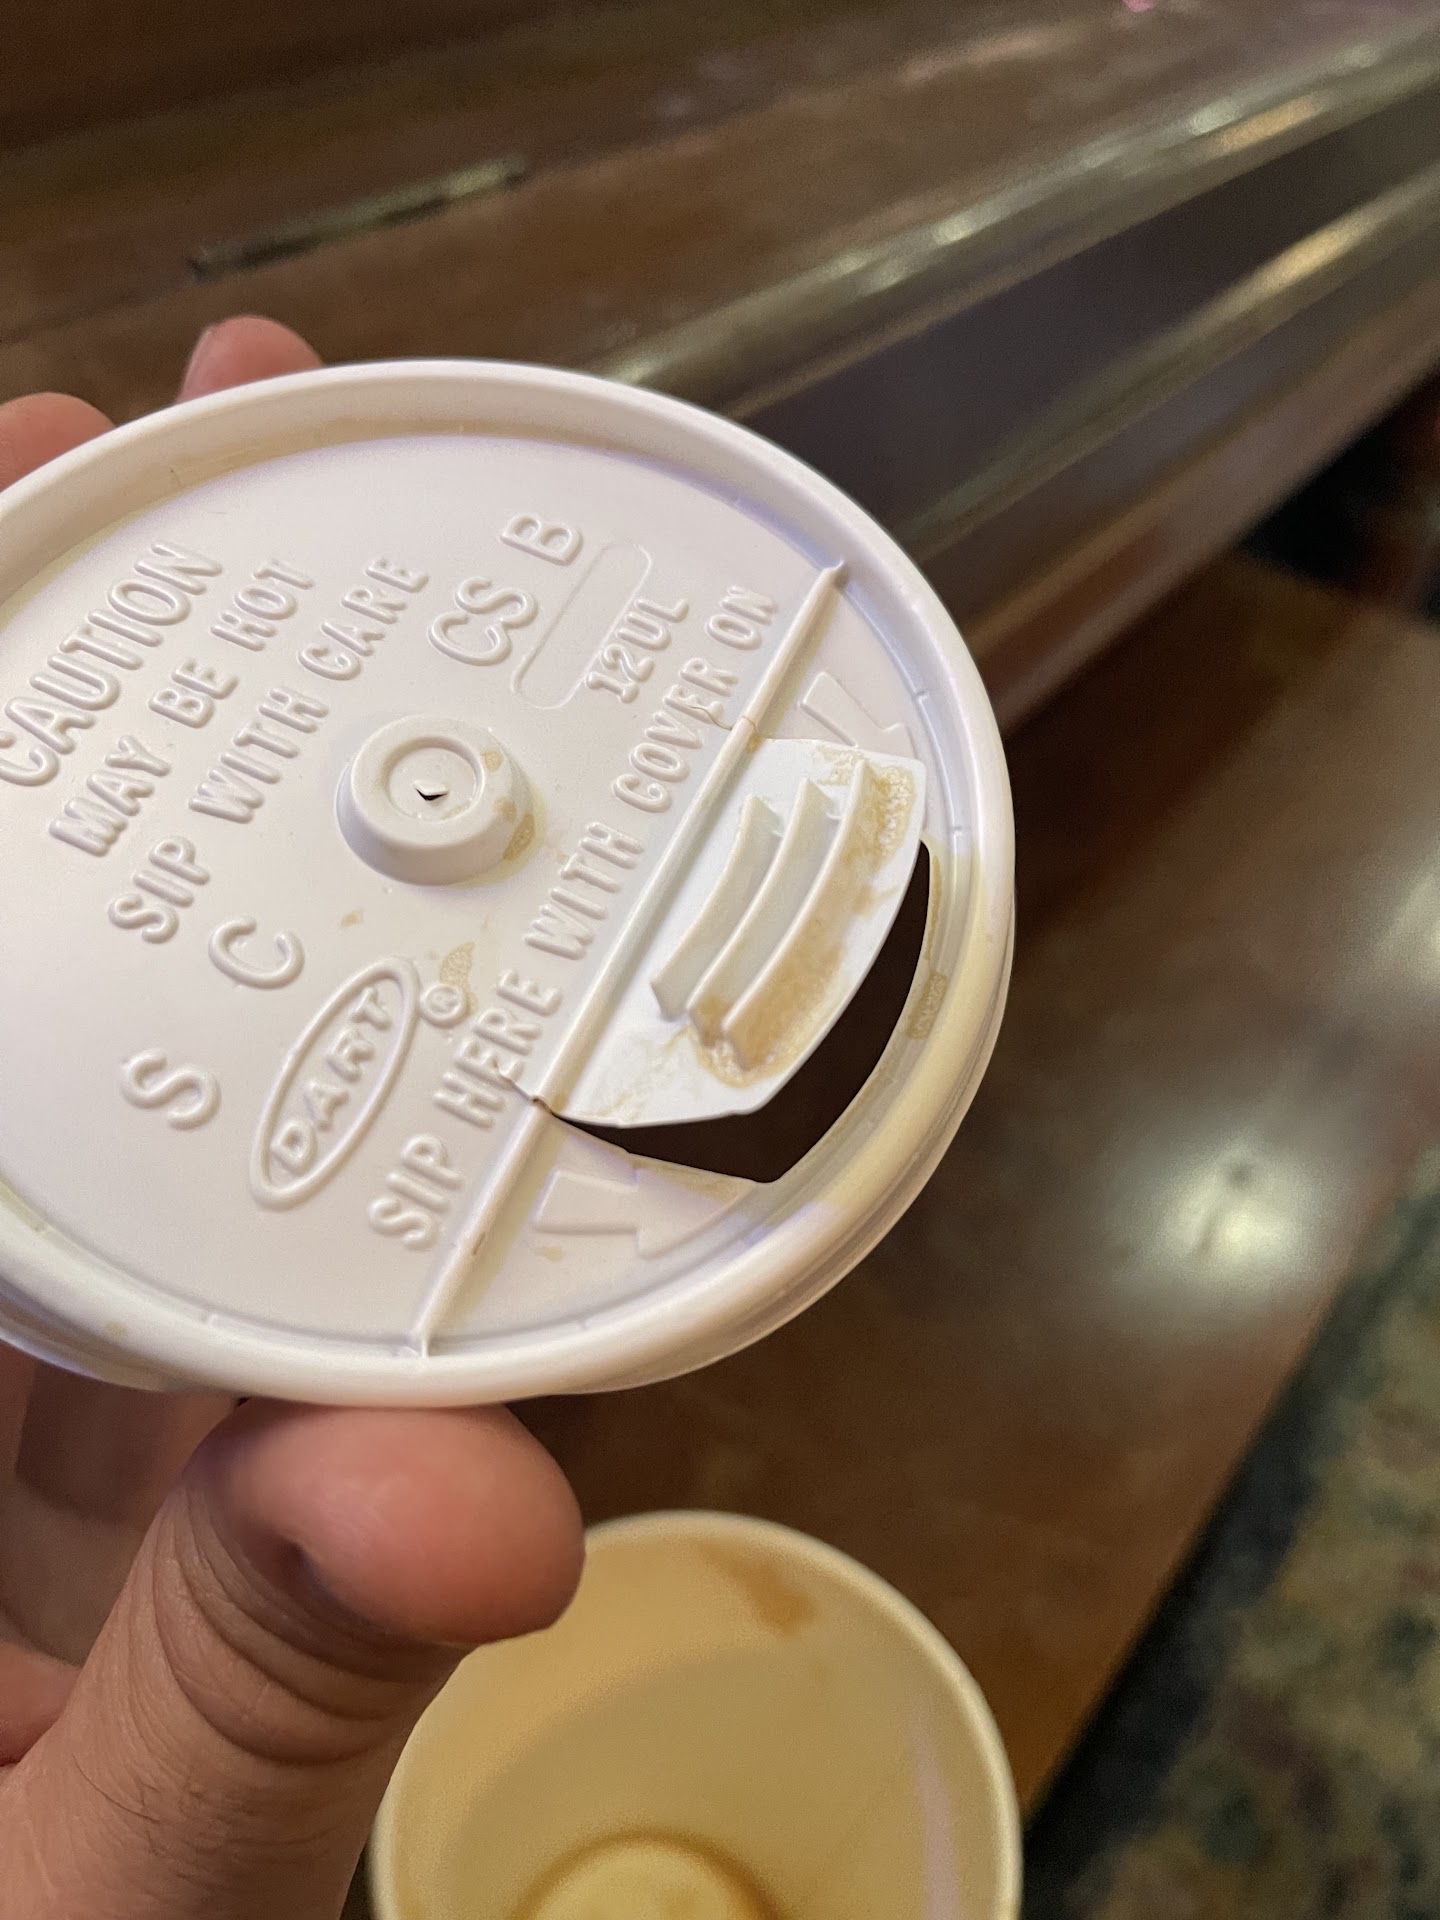 CAUTION
MAY BE HOT
SIP WITH CARE
CS B
12UL
S C
DART®
SIP HERE WITH COVER ON